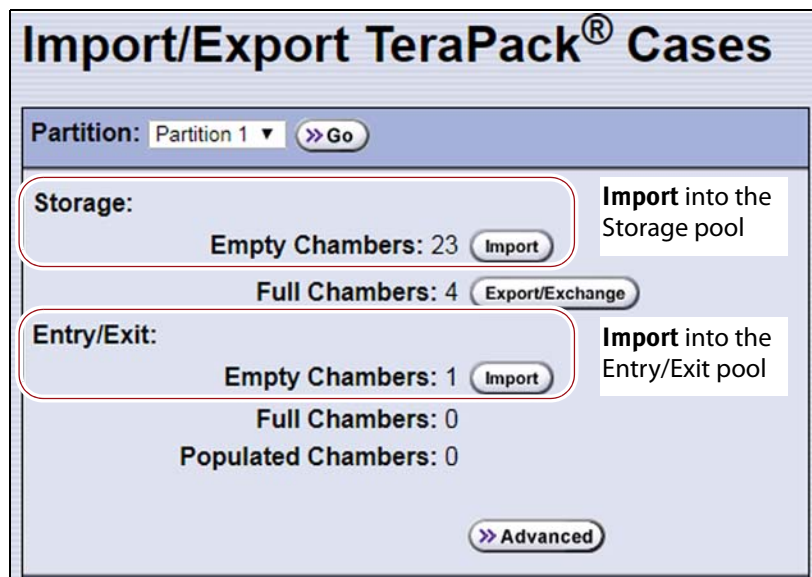 Import/Export TeraPack® Cases
Partition: Partition 1 ▼ >> Go
Storage:
Empty Chambers: 23 Import
Import into the
Storage pool
Full Chambers: 4 Export/Exchange
Entry/Exit:
Empty Chambers: 1 Import
Import into the
Entry/Exit pool
Full Chambers: 0
Populated Chambers: 0
>> Advanced